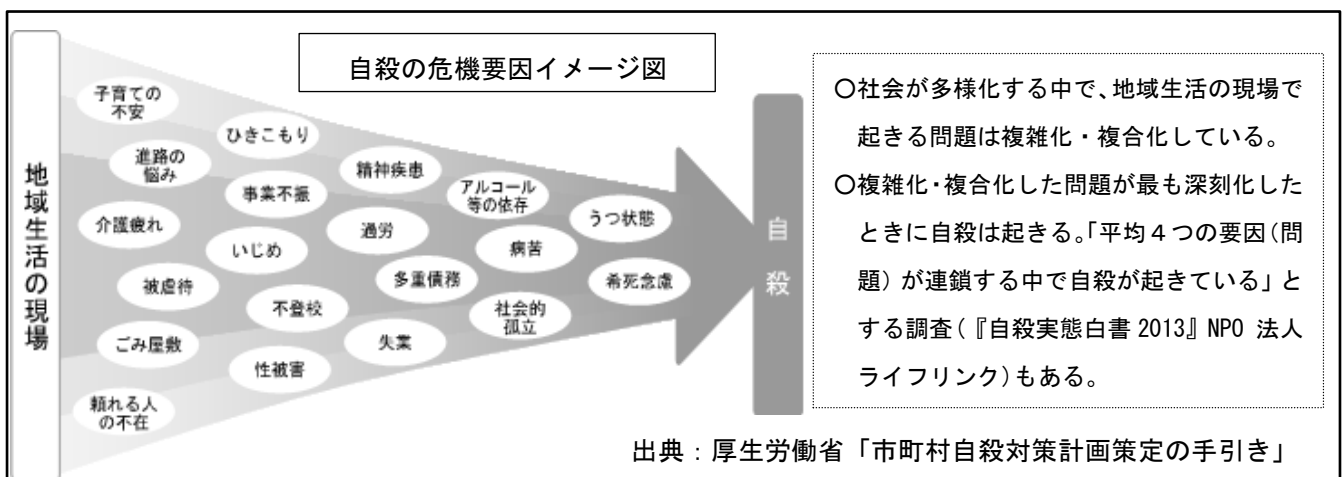 自殺の危機要因イメージ図
地域生活の現場
子育ての
不安
進路の
悩み
介護疲れ
被虐待
ごみ屋敷
頼れる人
の不在
ひきこもり
事業不振
いじめ
不登校
性被害
精神疾患
過労
多重債務
失業
アルコール
等の依存
病苦
社会的
孤立
うつ状態
希死念慮
自殺
〇社会が多様化する中で、地域生活の現場で
起きる問題は複雑化・複合化している。
〇複雑化・複合化した問題が最も深刻化した
ときに自殺は起きる。「平均４つの要因(問
題)が連鎖する中で自殺が起きている」と
する調査(『自殺実態白書 2013』NPO 法人
ライフリンク)もある。
出典：厚生労働省「市町村自殺対策計画策定の手引き」